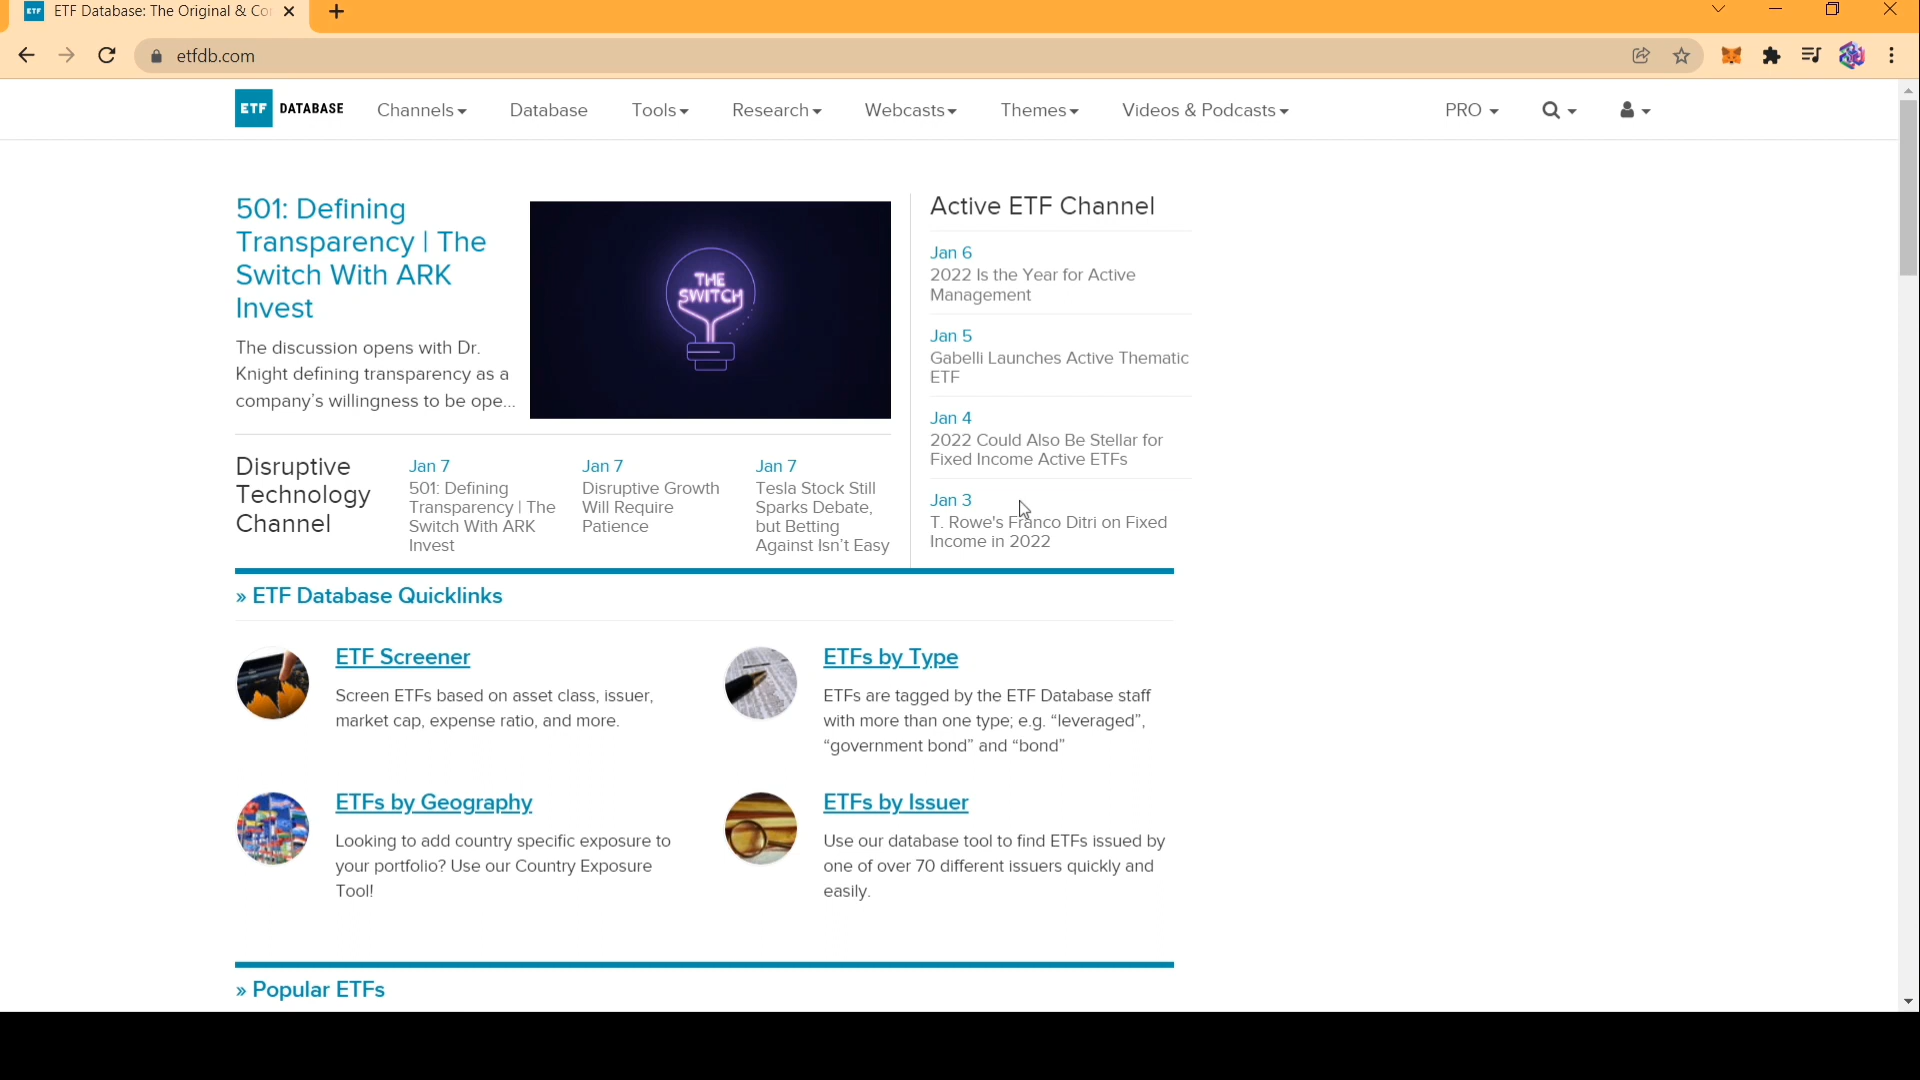 ETF Database: The Original & Co
etfdb.com
ETF DATABASE
Channels
Database
Tools
Research
Webcasts
Themes
Videos & Podcasts
PRO
501: Defining
Transparency | The
Switch With ARK
Invest
The discussion opens with Dr.
Knight defining transparency as a
company's willingness to be ope...
THE
SWITCH
Active ETF Channel
Jan 6
2022 Is the Year for Active
Management
Jan 5
Gabelli Launches Active Thematic
ETF
Jan 4
2022 Could Also Be Stellar for
Fixed Income Active ETFs
Jan 3
T. Rowe's Franco Ditri on Fixed
Income in 2022
Disruptive
Technology
Channel
Jan 7
501: Defining
Transparency | The
Switch With ARK
Invest
Jan 7
Disruptive Growth
Will Require
Patience
Jan 7
Tesla Stock Still
Sparks Debate,
but Betting
Against Isn't Easy
» ETF Database Quicklinks
ETF Screener
Screen ETFs based on asset class, issuer,
market cap, expense ratio, and more.
ETFs by Type
ETFs are tagged by the ETF Database staff
with more than one type; e.g. “leveraged”,
“government bond” and “bond”
ETFs by Geography
Looking to add country specific exposure to
your portfolio? Use our Country Exposure
Tool!
ETFs by Issuer
Use our database tool to find ETFs issued by
one of over 70 different issuers quickly and
easily.
» Popular ETFs